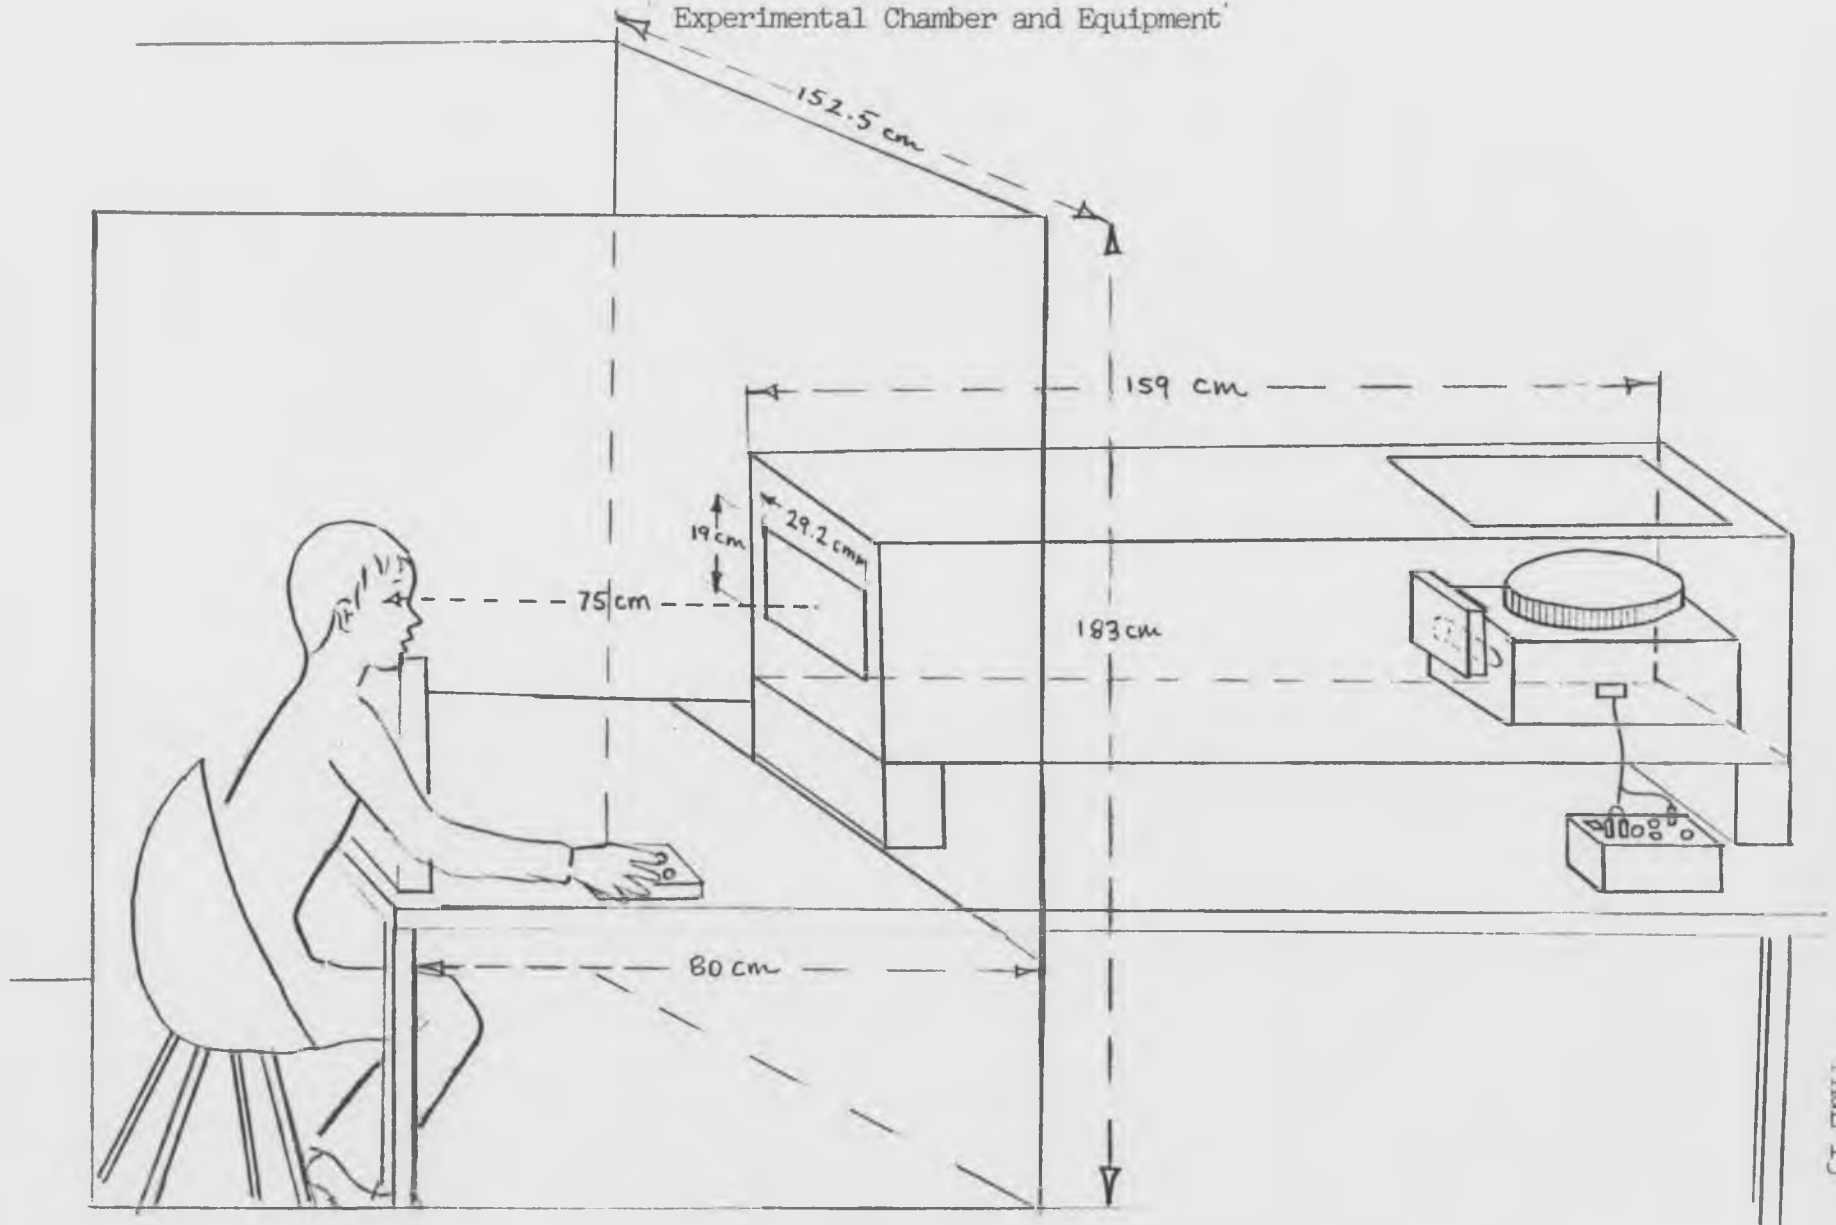 Experimental Chamber and Equipment
152.5 cm
159 cm
29.2 cmm
19 cm
75 cm
183 cm
80 cm